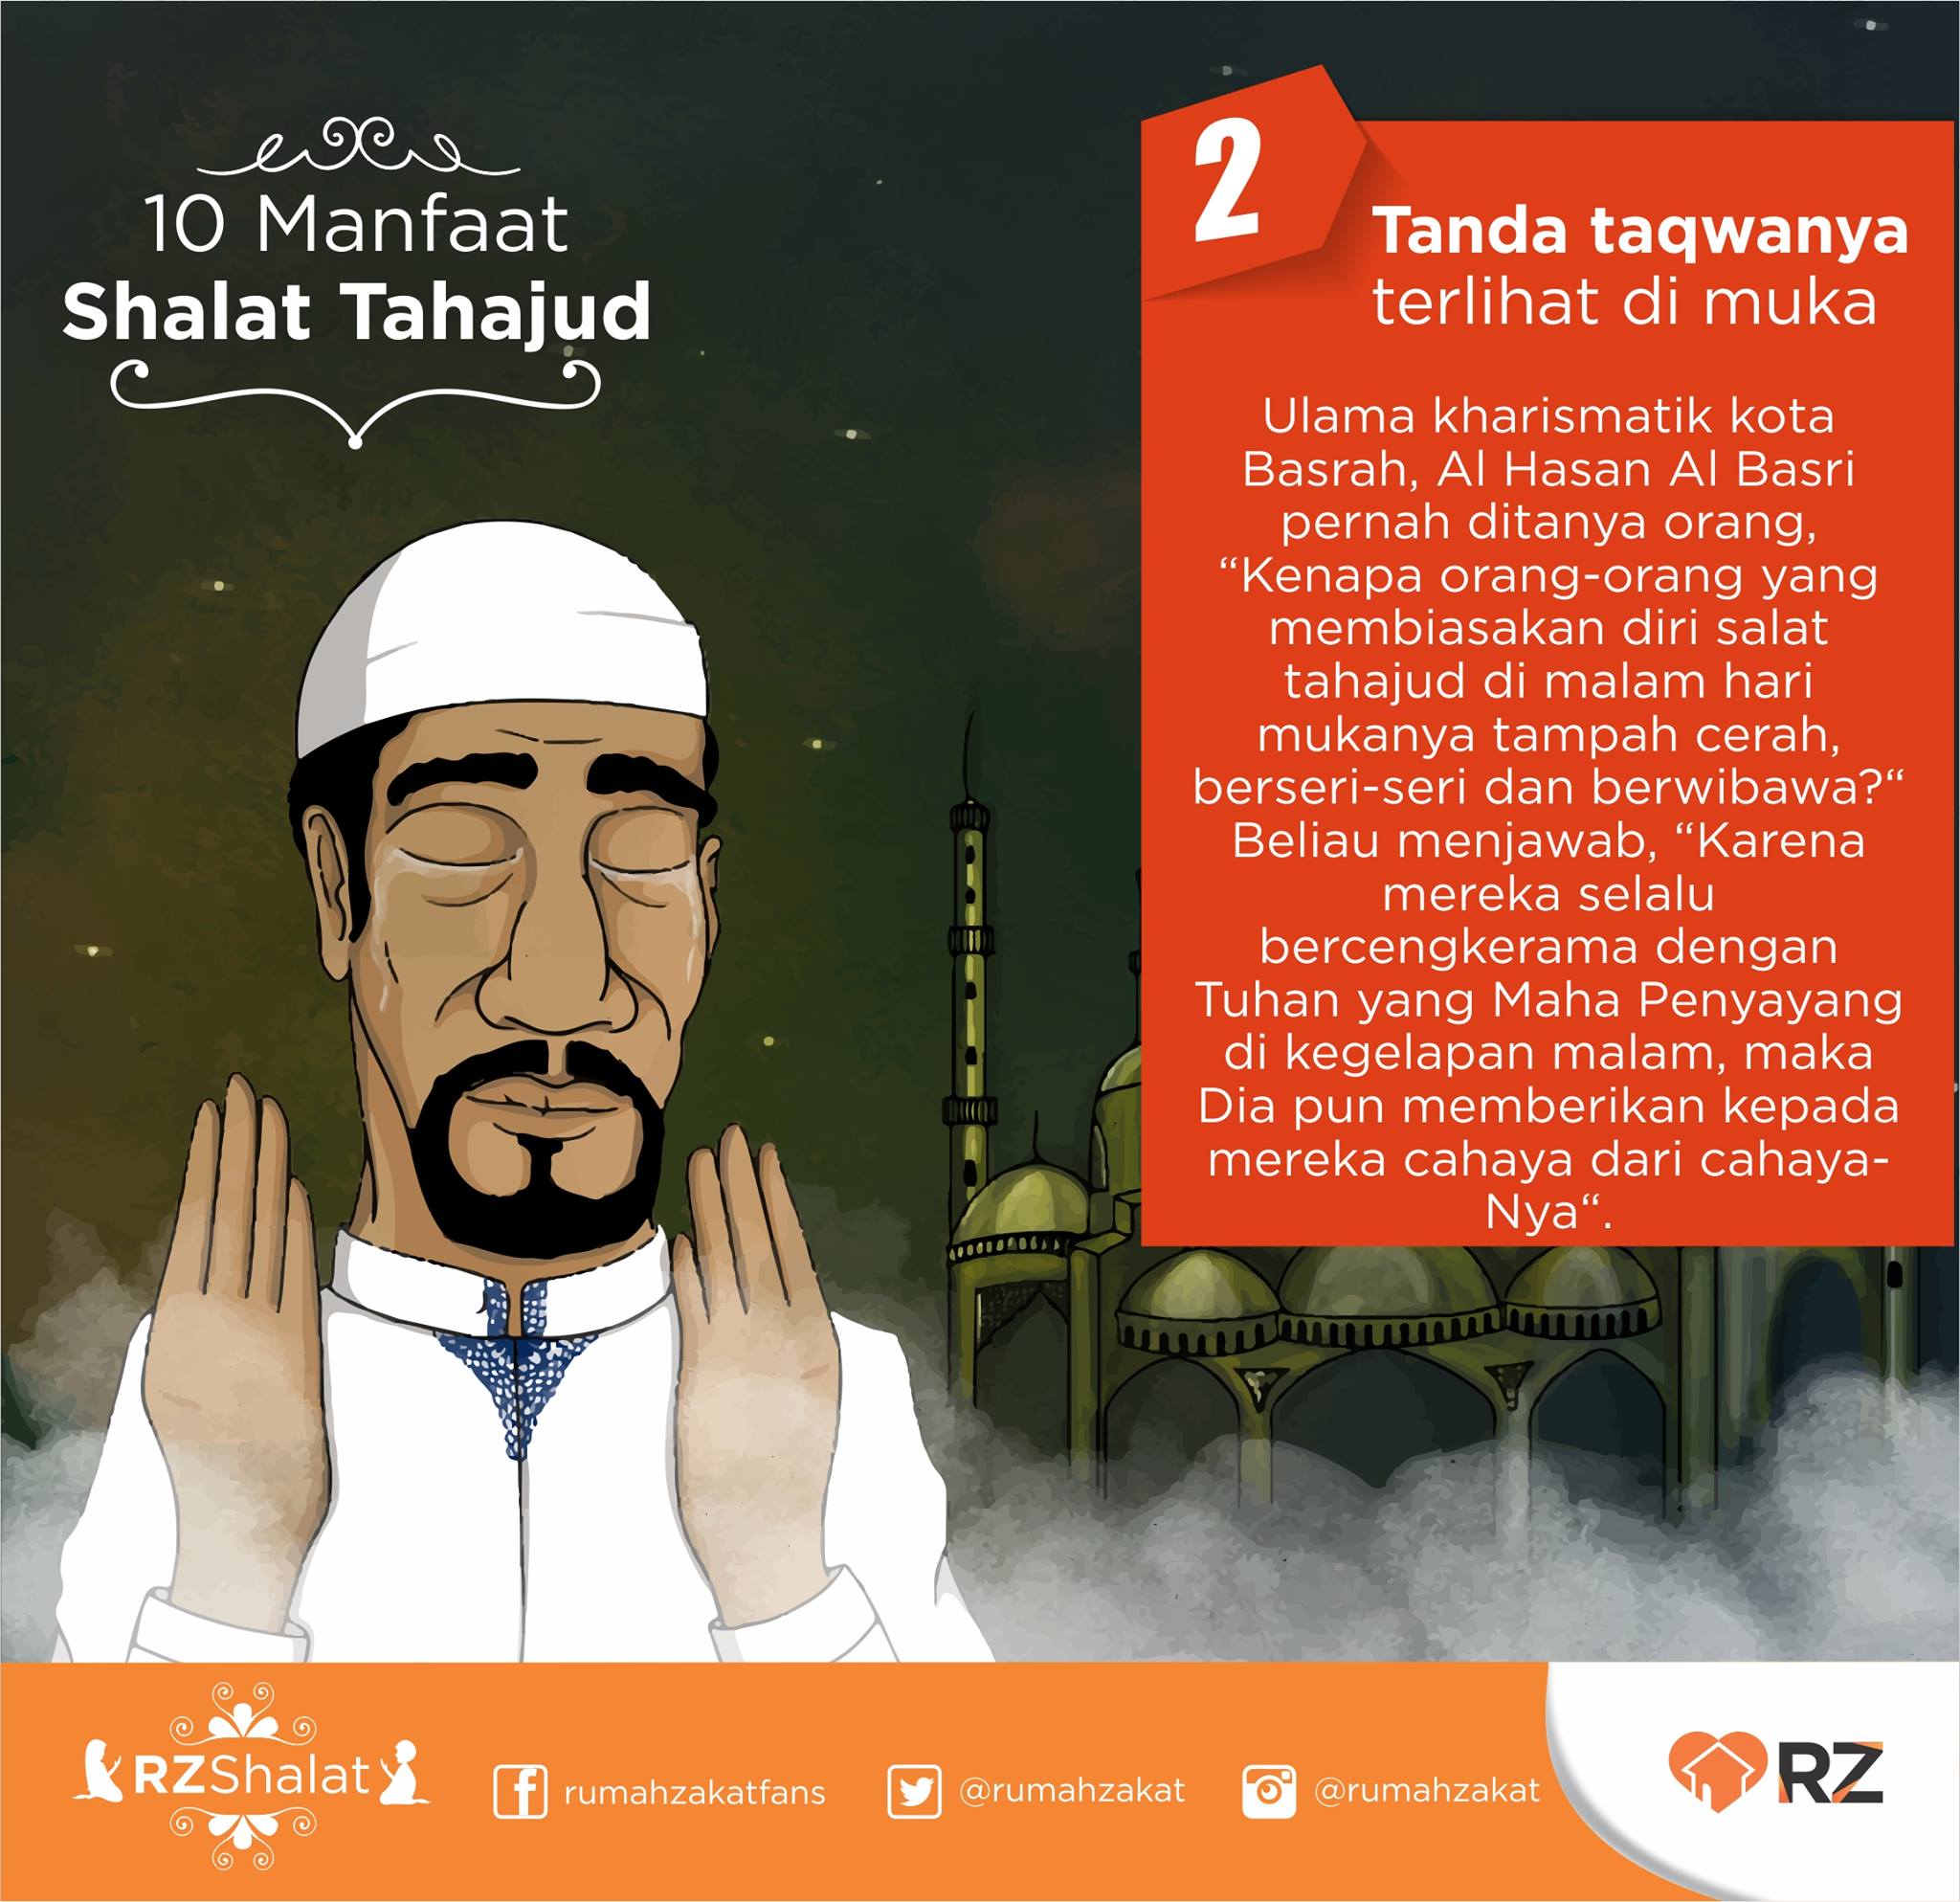 10 Manfaat
Shalat Tahajud
2
Tanda taqwanya
terlihat di muka
Ulama kharismatik kota
Basrah, Al Hasan Al Basri
pernah ditanya orang,
“Kenapa orang-orang yang
membiasakan diri salat
tahajud di malam hari
mukanya tampah cerah,
berseri-seri dan berwibawa?“
Beliau menjawab, “Karena
mereka selalu
bercengkerama dengan
Tuhan yang Maha Penyayang
di kegelapan malam, maka
Dia pun memberikan kepada
mereka cahaya dari cahaya-
Nya“.
RZShalat
rumahzakatfans
@rumahzakat
@rumahzakat
RZ